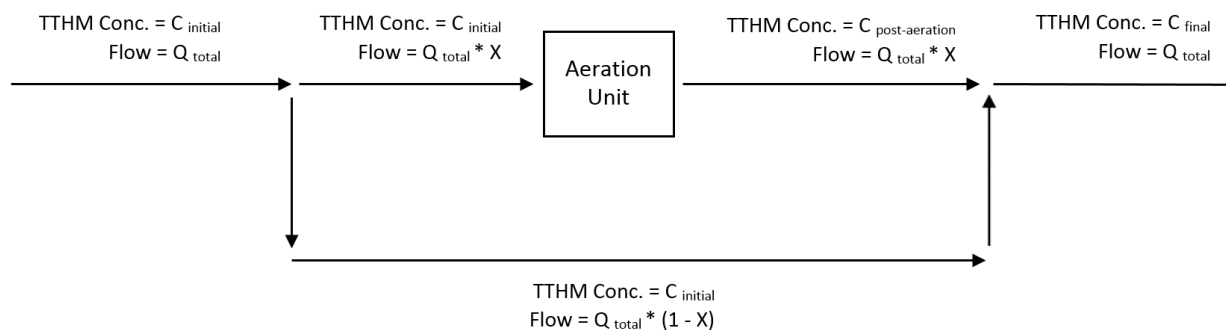 TTHM Conc. = C initial
Flow = Q total
TTHM Conc. = C initial
Flow = Q total * X
Aeration
Unit
TTHM Conc. = C post-aeration
Flow = Q total * X
TTHM Conc. = C final
Flow = Q total
TTHM Conc. = C initial
Flow = Q total * (1 - X)